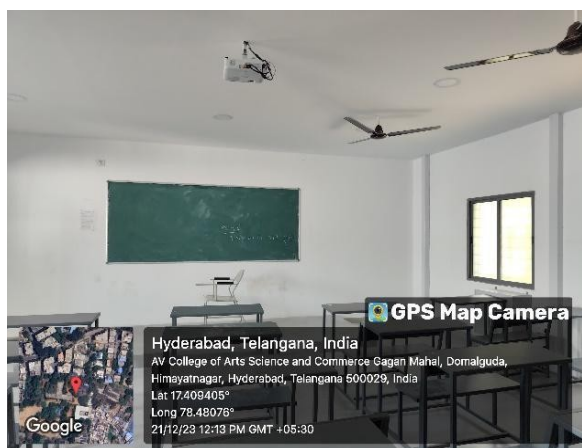 GPS Map Camera
Hyderabad, Telangana, India
AV College of Arts Science and Commerce Gagan Mahal, Domalguda,
Himayatnagar, Hyderabad, Telangana 500029, India
Lat 17.409405°
Long 78.48076°
21/12/23 12:13 PM GMT +05:30
Google